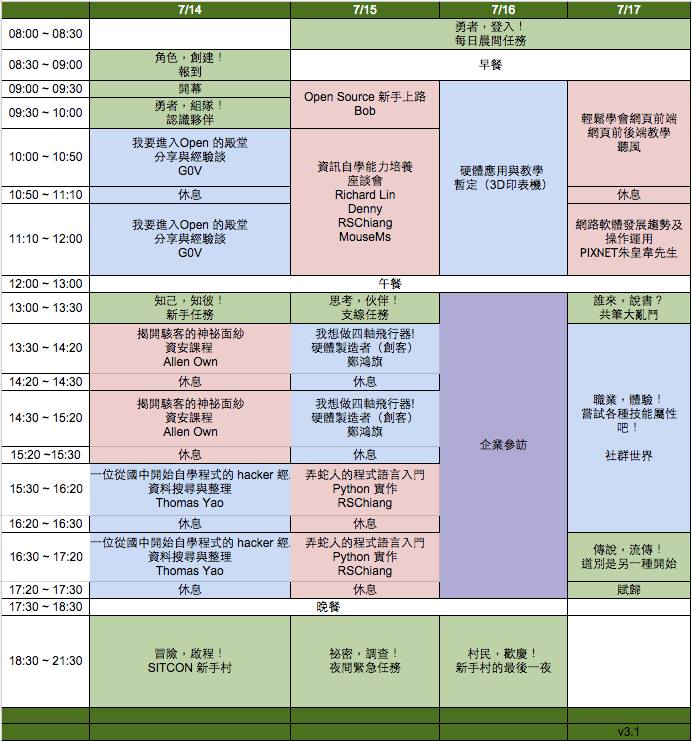 7/14 7/15 7/16 7/17
08:00 ~ 08:30
勇者，登入！
每日晨間任務
08:30 ~ 09:00
角色，創建！
報到
早餐
09:00 ~ 09:30
開幕
Open Source 新手上路
Bob
硬體應用與教學
暫定（3D印表機）
輕鬆學會網頁前端
網頁前後端教學
聽風
09:30 ~ 10:00
勇者，組隊！
認識夥伴
10:00 ~ 10:50
我要進入Open 的殿堂
分享與經驗談
G0V
資訊自學能力培養
座談會
Richard Lin
Denny
RSChiang
MouseMs
10:50 ~ 11:10
休息
休息
11:10 ~ 12:00
我要進入Open 的殿堂
分享與經驗談
G0V
網路軟體發展趨勢及
操作運用
PIXNET朱皇韋先生
12:00 ~ 13:00
午餐
13:00 ~ 13:30
知己，知彼！
新手任務
思考，伙伴！
支線任務
企業參訪
誰來，說書？
共筆大亂鬥
13:30 ~ 14:20
揭開駭客的神祕面紗
資安課程
Allen Own
我想做四軸飛行器!
硬體製造者（創客）
鄭鴻旗
職業，體驗！
嘗試各種技能屬性
吧！
社群世界
14:20 ~ 14:30
休息
休息
14:30 ~ 15:20
揭開駭客的神祕面紗
資安課程
Allen Own
我想做四軸飛行器!
硬體製造者（創客）
鄭鴻旗
15:20 ~15:30
休息
休息
15:30 ~ 16:20
一位從國中開始自學程式的 hacker 經
資料搜尋與整理
Thomas Yao
弄蛇人的程式語言入門
Python 實作
RSChiang
16:20 ~ 16:30
休息
休息
16:30 ~ 17:20
一位從國中開始自學程式的 hacker 經
資料搜尋與整理
Thomas Yao
弄蛇人的程式語言入門
Python 實作
RSChiang
傳說，流傳！
道別是另一種開始
17:20 ~ 17:30
休息
休息
賦歸
17:30 ~ 18:30
晚餐
18:30 ~ 21:30
冒險，啟程！
SITCON 新手村
祕密，調查！
夜間緊急任務
村民，歡慶！
新手村的最後一夜
v3.1